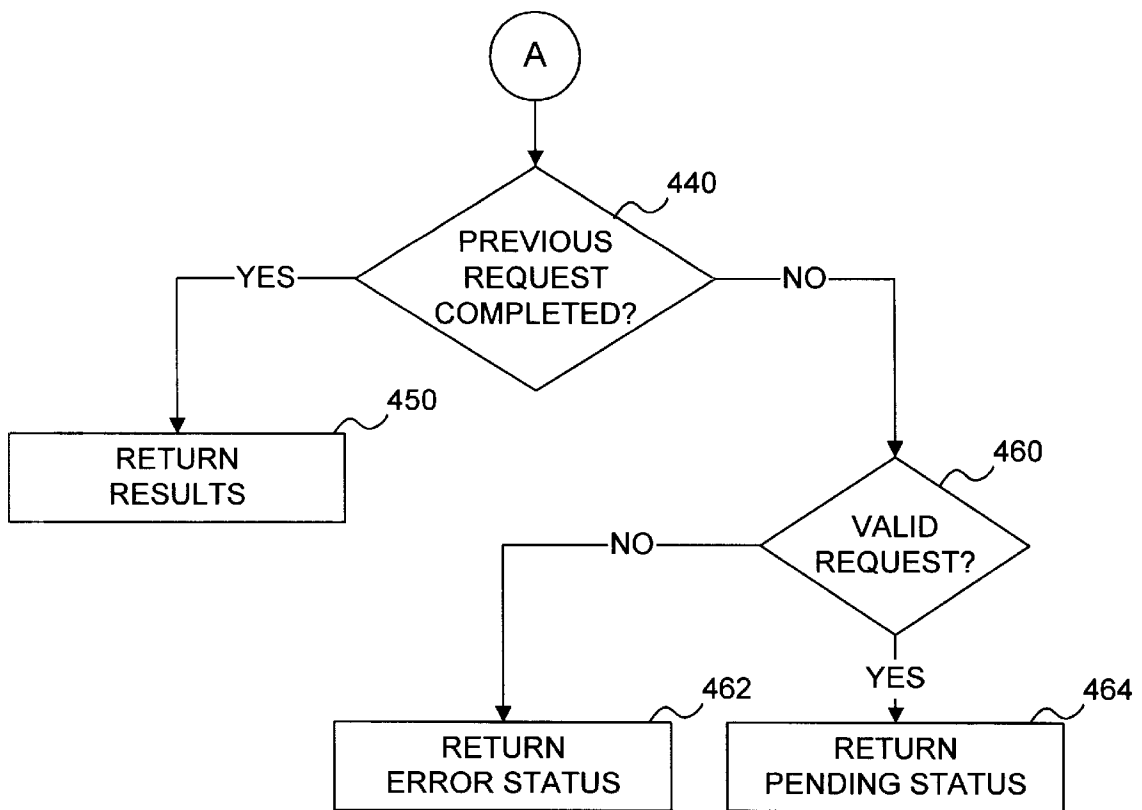 A
440
PREVIOUS
REQUEST
COMPLETED?
YES
NO
450
RETURN
RESULTS
460
VALID
REQUEST?
NO
YES
462
RETURN
ERROR STATUS
464
RETURN
PENDING STATUS